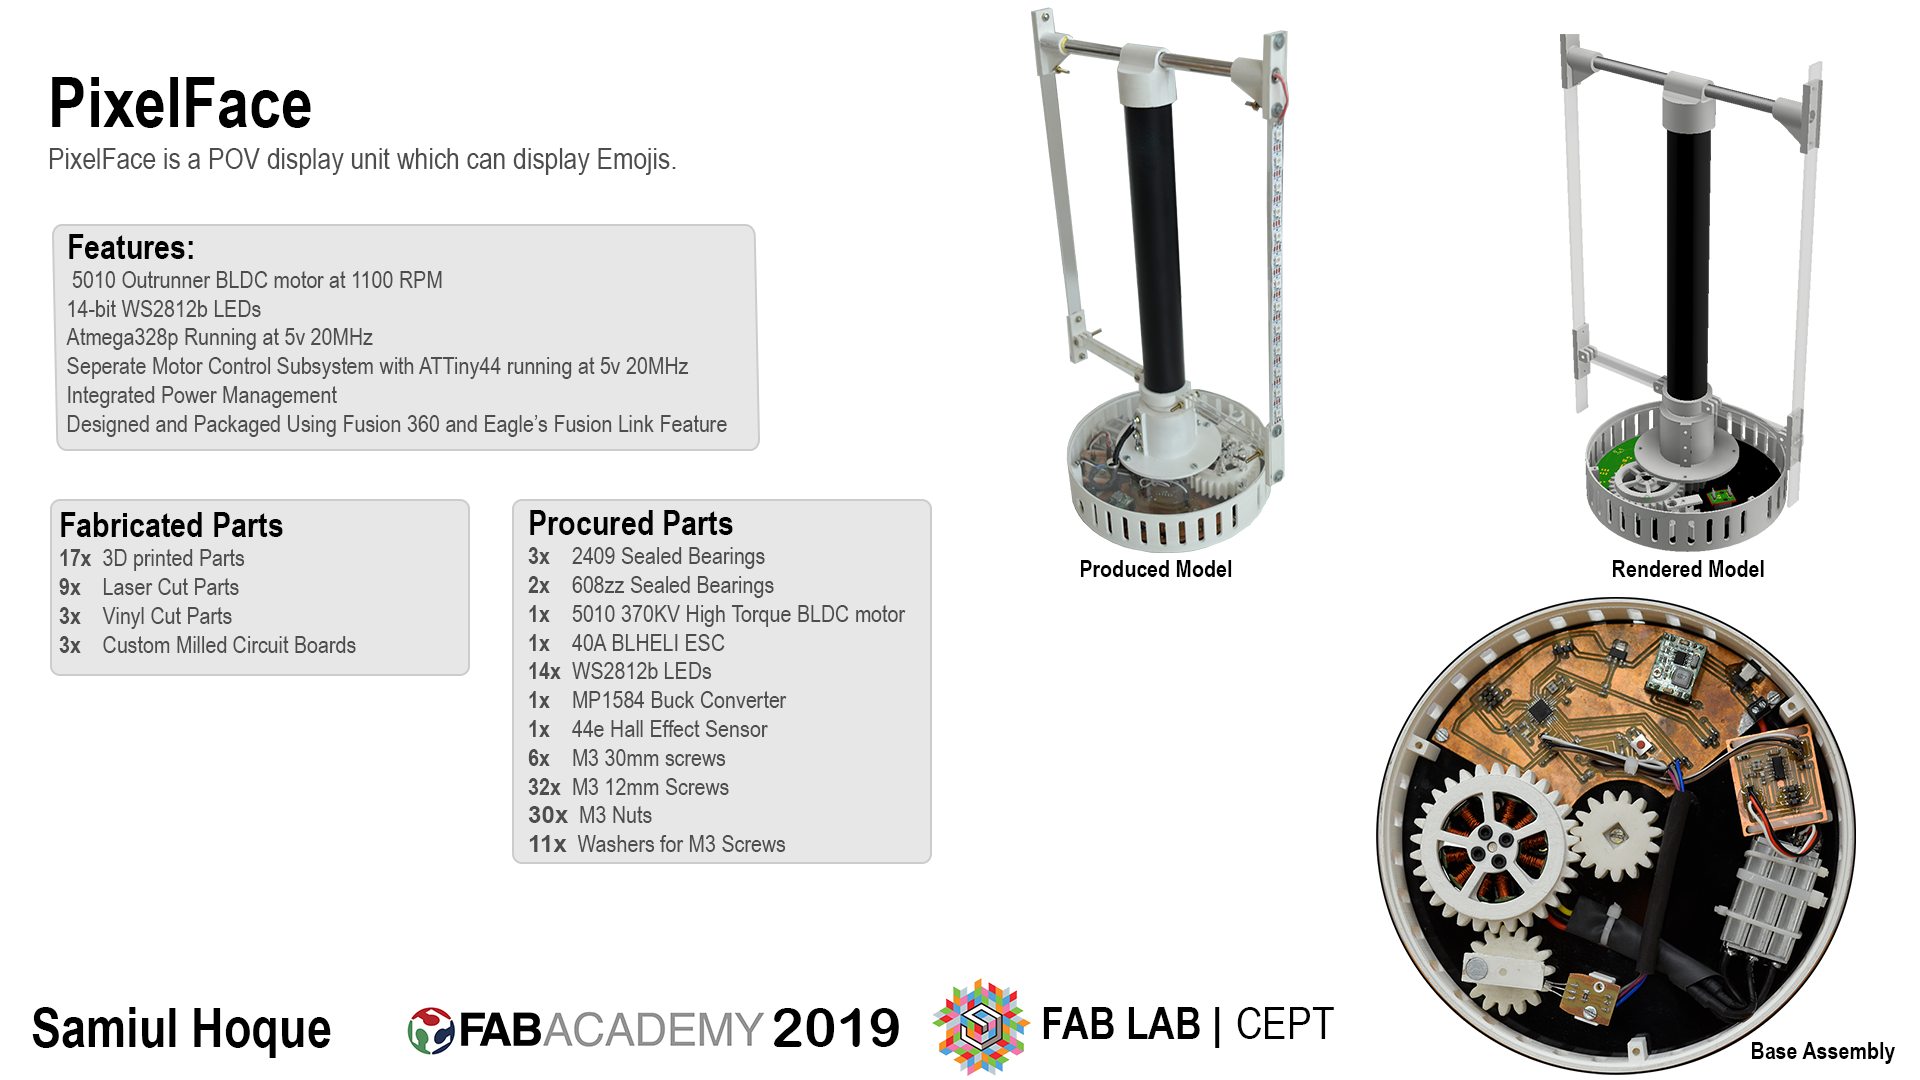 PixelFace
PixelFace is a POV display unit which can display Emojis.
Features:
5010 Outrunner BLDC motor at 1100 RPM
14-bit WS2812b LEDs
Atmega328p Running at 5v 20MHz
Seperate Motor Control Subsystem with ATTiny44 running at 5v 20MHz
Integrated Power Management
Designed and Packaged Using Fusion 360 and Eagle's Fusion Link Feature
Fabricated Parts
17x 3D printed Parts
9x Laser Cut Parts
3x Vinyl Cut Parts
3x Custom Milled Circuit Boards
Procured Parts
3x 2409 Sealed Bearings
2x 608zz Sealed Bearings
1x 5010 370KV High Torque BLDC motor
1x 40A BLHELI ESC
14x WS2812b LEDs
1x MP1584 Buck Converter
1x 44e Hall Effect Sensor
6x M3 30mm screws
32x M3 12mm Screws
30x M3 Nuts
11x Washers for M3 Screws
Produced Model
Rendered Model
Base Assembly
Samiul Hoque
FABACADEMY 2019
FAB LAB | CEPT